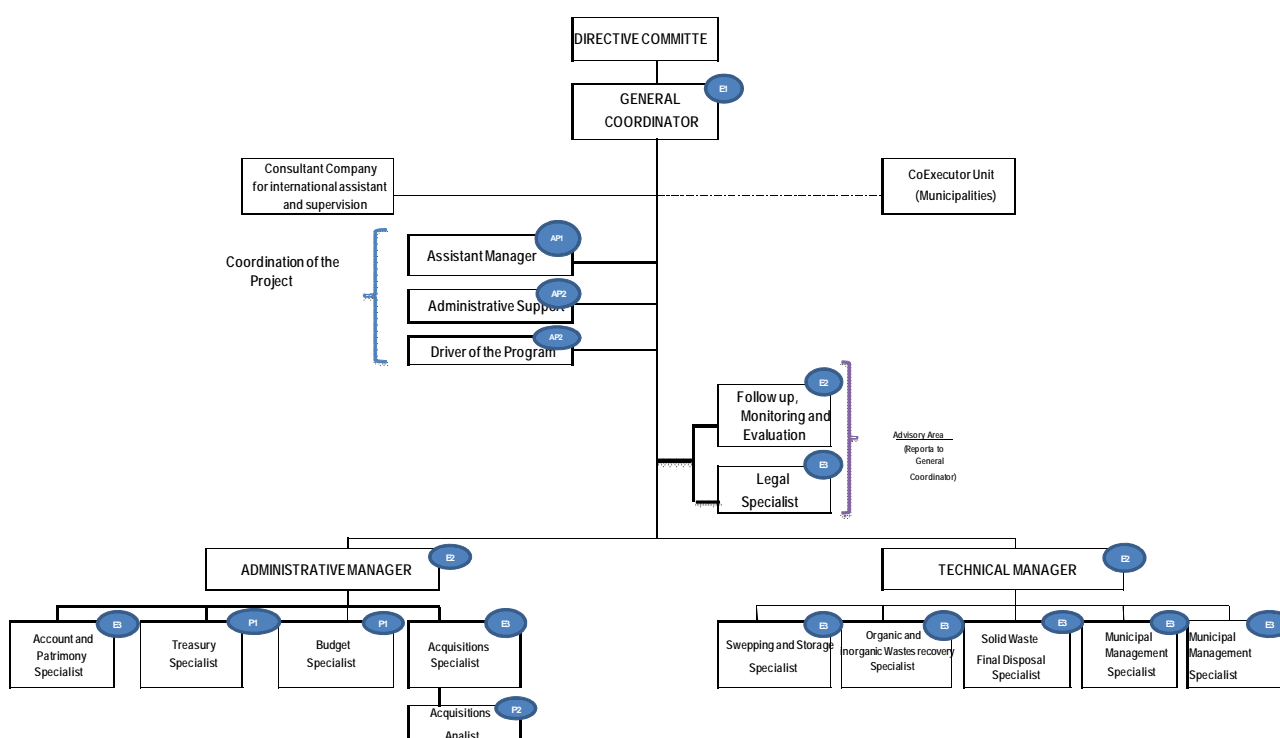 DIRECTIVE COMMITTE
E1
GENERAL
COORDINATOR
Consultant Company
for international assistant
and supervision
CoExecutor Unit
(Municipalities)
Coordination of the
Project
AP1
Assistant Manager
AP2
Administrative Support
AP2
Driver of the Program
E2
Follow up,
Monitoring and
Evaluation
E3
Legal
Specialist
Advisory Area
(Reporta to
General
Coordinator)
E2
ADMINISTRATIVE MANAGER
E2
TECHNICAL MANAGER
E3
Account and
Patrimony
Specialist
P1
Treasury
Specialist
P1
Budget
Specialist
E3
Acquisitions
Specialist
P2
Acquisitions
Analist
E3
Swepping and Storage
Specialist
E3
Organic and
inorganic Wastes recovery
Specialist
E3
Solid Waste
Final Disposal
Specialist
E3
Municipal
Management
Specialist
E3
Municipal
Management
Specialist